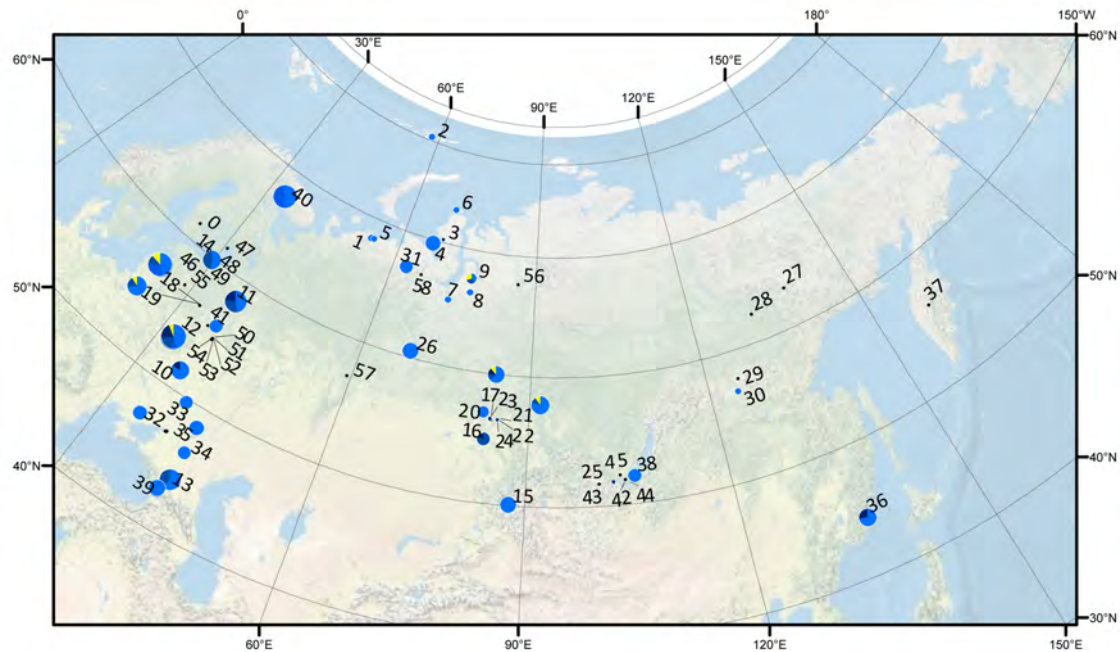 0° 180° 150°W
60°N 30°E 150°E 60°N
60°E 120°E
90°E
2
40 6
0 5 3
1 4
47
14 48 31 9 56 27
46 49 58
50°N 55 7 8 28 37 50°N
18 11
19
41
12 50
51
54 52 26 29
53 57
10 30
17 23
33 20 21
32 16 24 22
35 45 38
40°N 34 25 40°N
13 43 42 44
39 15 36
30°N
60°E 90°E 120°E 150°E